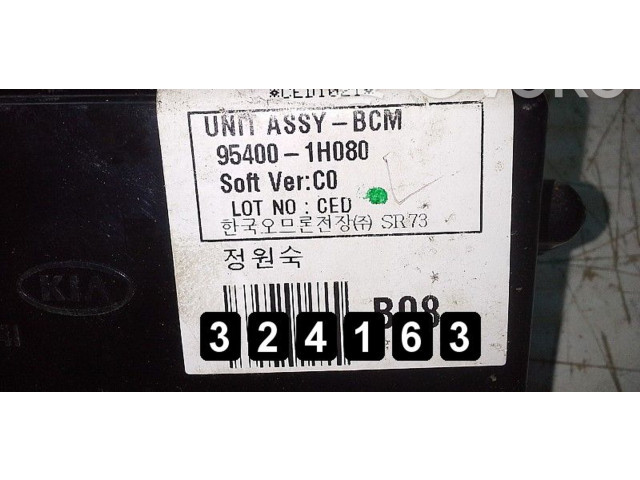 *CED1021*
UNIT ASSY-BCM
95400-1H080
Soft Ver:C0
LOT NO : CED
한국오므론전장(주) SR73
정원숙
KIA
B08
324163